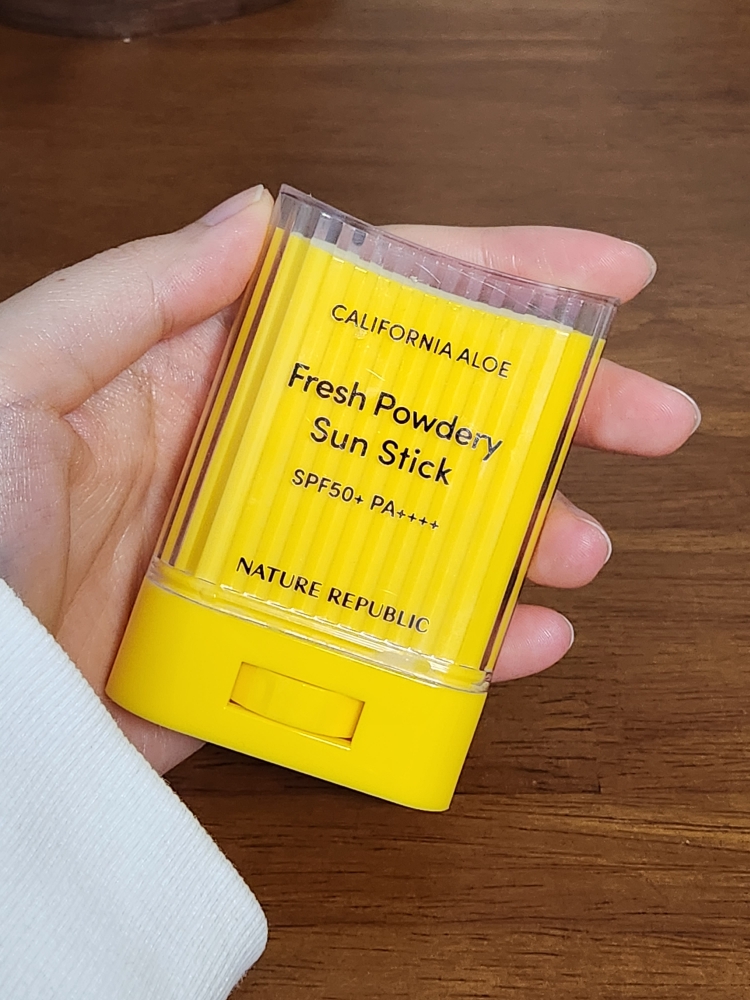 CALIFORNIA ALOE
Fresh Powdery
Sun Stick
SPF50+ PA++++
NATURE REPUBLIC